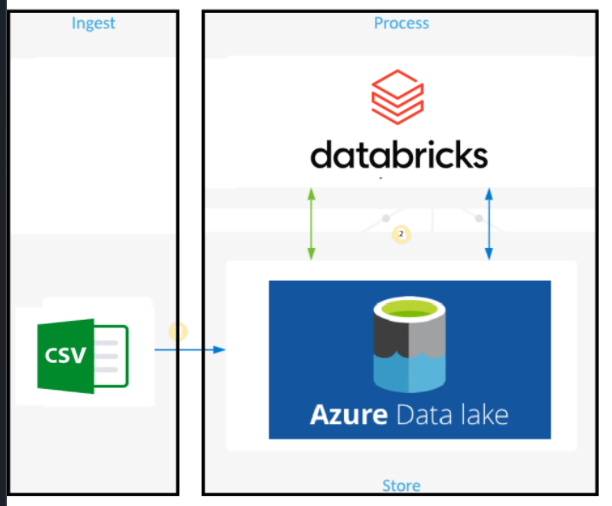 Ingest
Process
databricks
2
CSV
Azure Data lake
Store